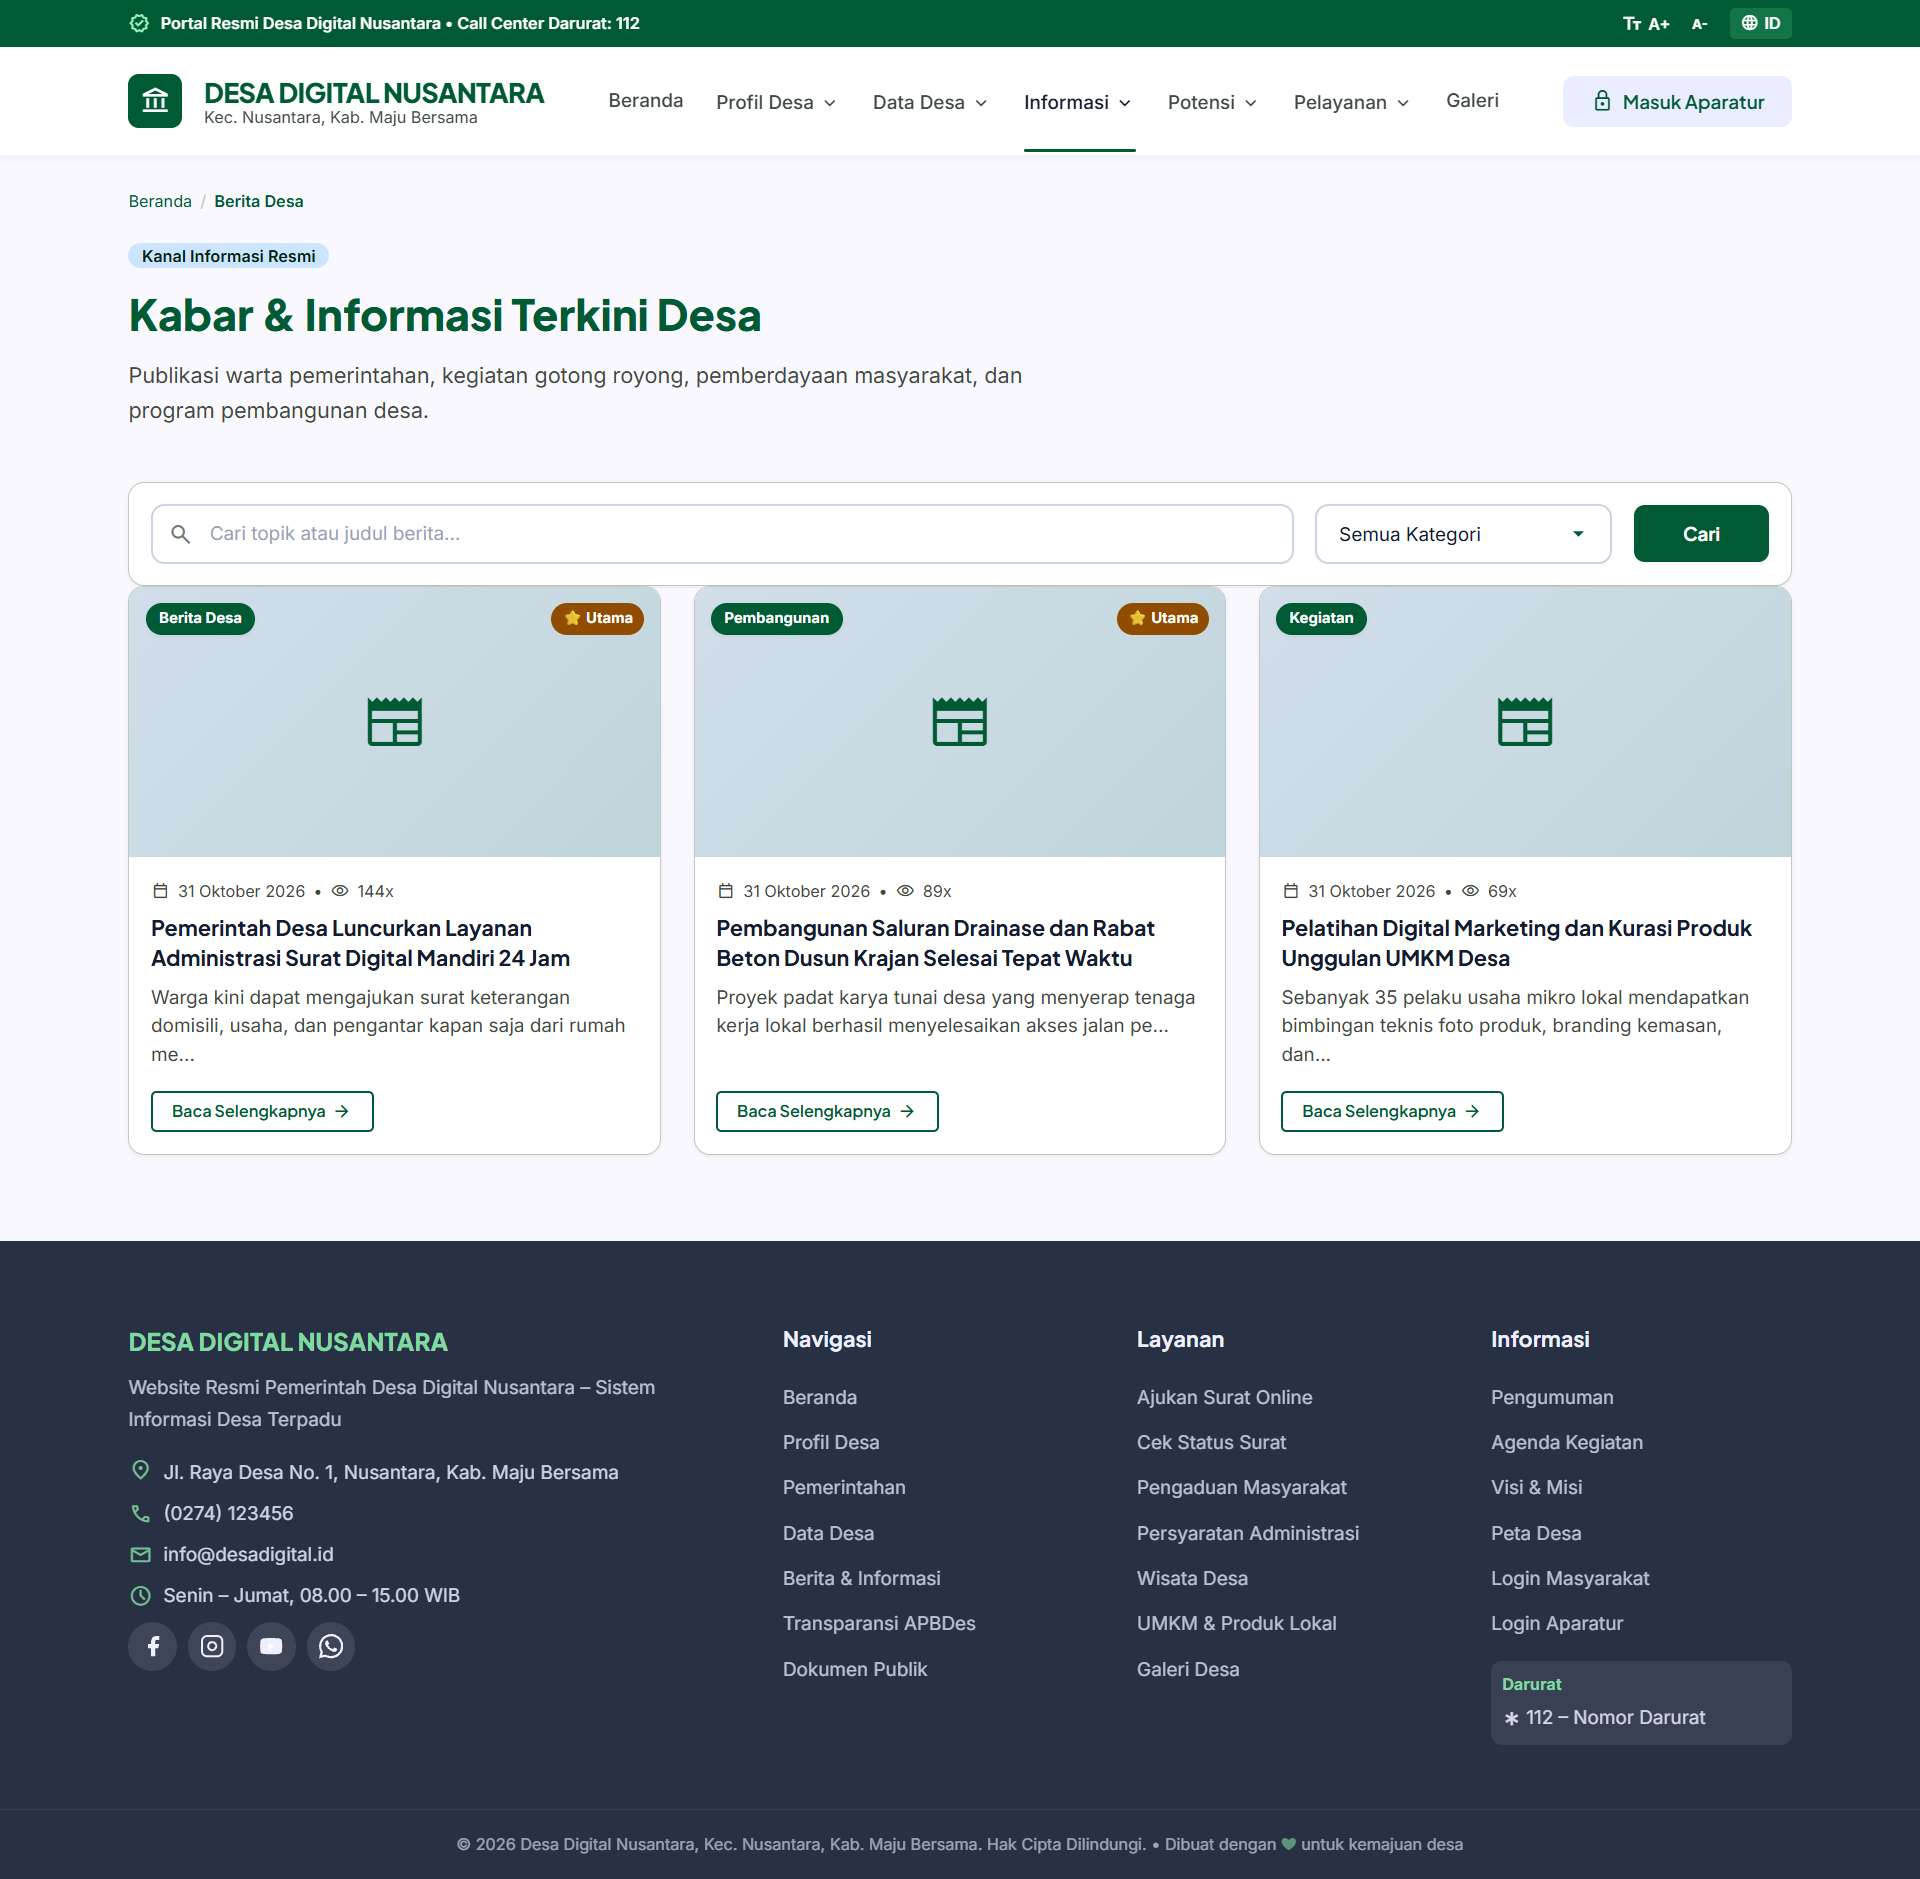 Portal Resmi Desa Digital Nusantara • Call Center Darurat: 112
Tт A+ A- ID
DESA DIGITAL NUSANTARA
Kec. Nusantara, Kab. Maju Bersama
Beranda Profil Desa Data Desa Informasi Potensi Pelayanan Galeri
Masuk Aparatur
Beranda / Berita Desa
Kanal Informasi Resmi
Kabar & Informasi Terkini Desa
Publikasi warta pemerintahan, kegiatan gotong royong, pemberdayaan masyarakat, dan
program pembangunan desa.
Cari topik atau judul berita...
Semua Kategori
Cari
Berita Desa
Utama
31 Oktober 2026 • 144x
Pemerintah Desa Luncurkan Layanan
Administrasi Surat Digital Mandiri 24 Jam
Warga kini dapat mengajukan surat keterangan
domisili, usaha, dan pengantar kapan saja dari rumah
me...
Baca Selengkapnya →
Pembangunan
Utama
31 Oktober 2026 • 89x
Pembangunan Saluran Drainase dan Rabat
Beton Dusun Krajan Selesai Tepat Waktu
Proyek padat karya tunai desa yang menyerap tenaga
kerja lokal berhasil menyelesaikan akses jalan pe...
Baca Selengkapnya →
Kegiatan
31 Oktober 2026 • 69x
Pelatihan Digital Marketing dan Kurasi Produk
Unggulan UMKM Desa
Sebanyak 35 pelaku usaha mikro lokal mendapatkan
bimbingan teknis foto produk, branding kemasan,
dan...
Baca Selengkapnya →
DESA DIGITAL NUSANTARA
Website Resmi Pemerintah Desa Digital Nusantara – Sistem
Informasi Desa Terpadu
Jl. Raya Desa No. 1, Nusantara, Kab. Maju Bersama
(0274) 123456
info@desadigital.id
Senin – Jumat, 08.00 – 15.00 WIB
Navigasi
Beranda
Profil Desa
Pemerintahan
Data Desa
Berita & Informasi
Transparansi APBDes
Dokumen Publik
Layanan
Ajukan Surat Online
Cek Status Surat
Pengaduan Masyarakat
Persyaratan Administrasi
Wisata Desa
UMKM & Produk Lokal
Galeri Desa
Informasi
Pengumuman
Agenda Kegiatan
Visi & Misi
Peta Desa
Login Masyarakat
Login Aparatur
Darurat
112 – Nomor Darurat
© 2026 Desa Digital Nusantara, Kec. Nusantara, Kab. Maju Bersama. Hak Cipta Dilindungi. • Dibuat dengan ♥ untuk kemajuan desa